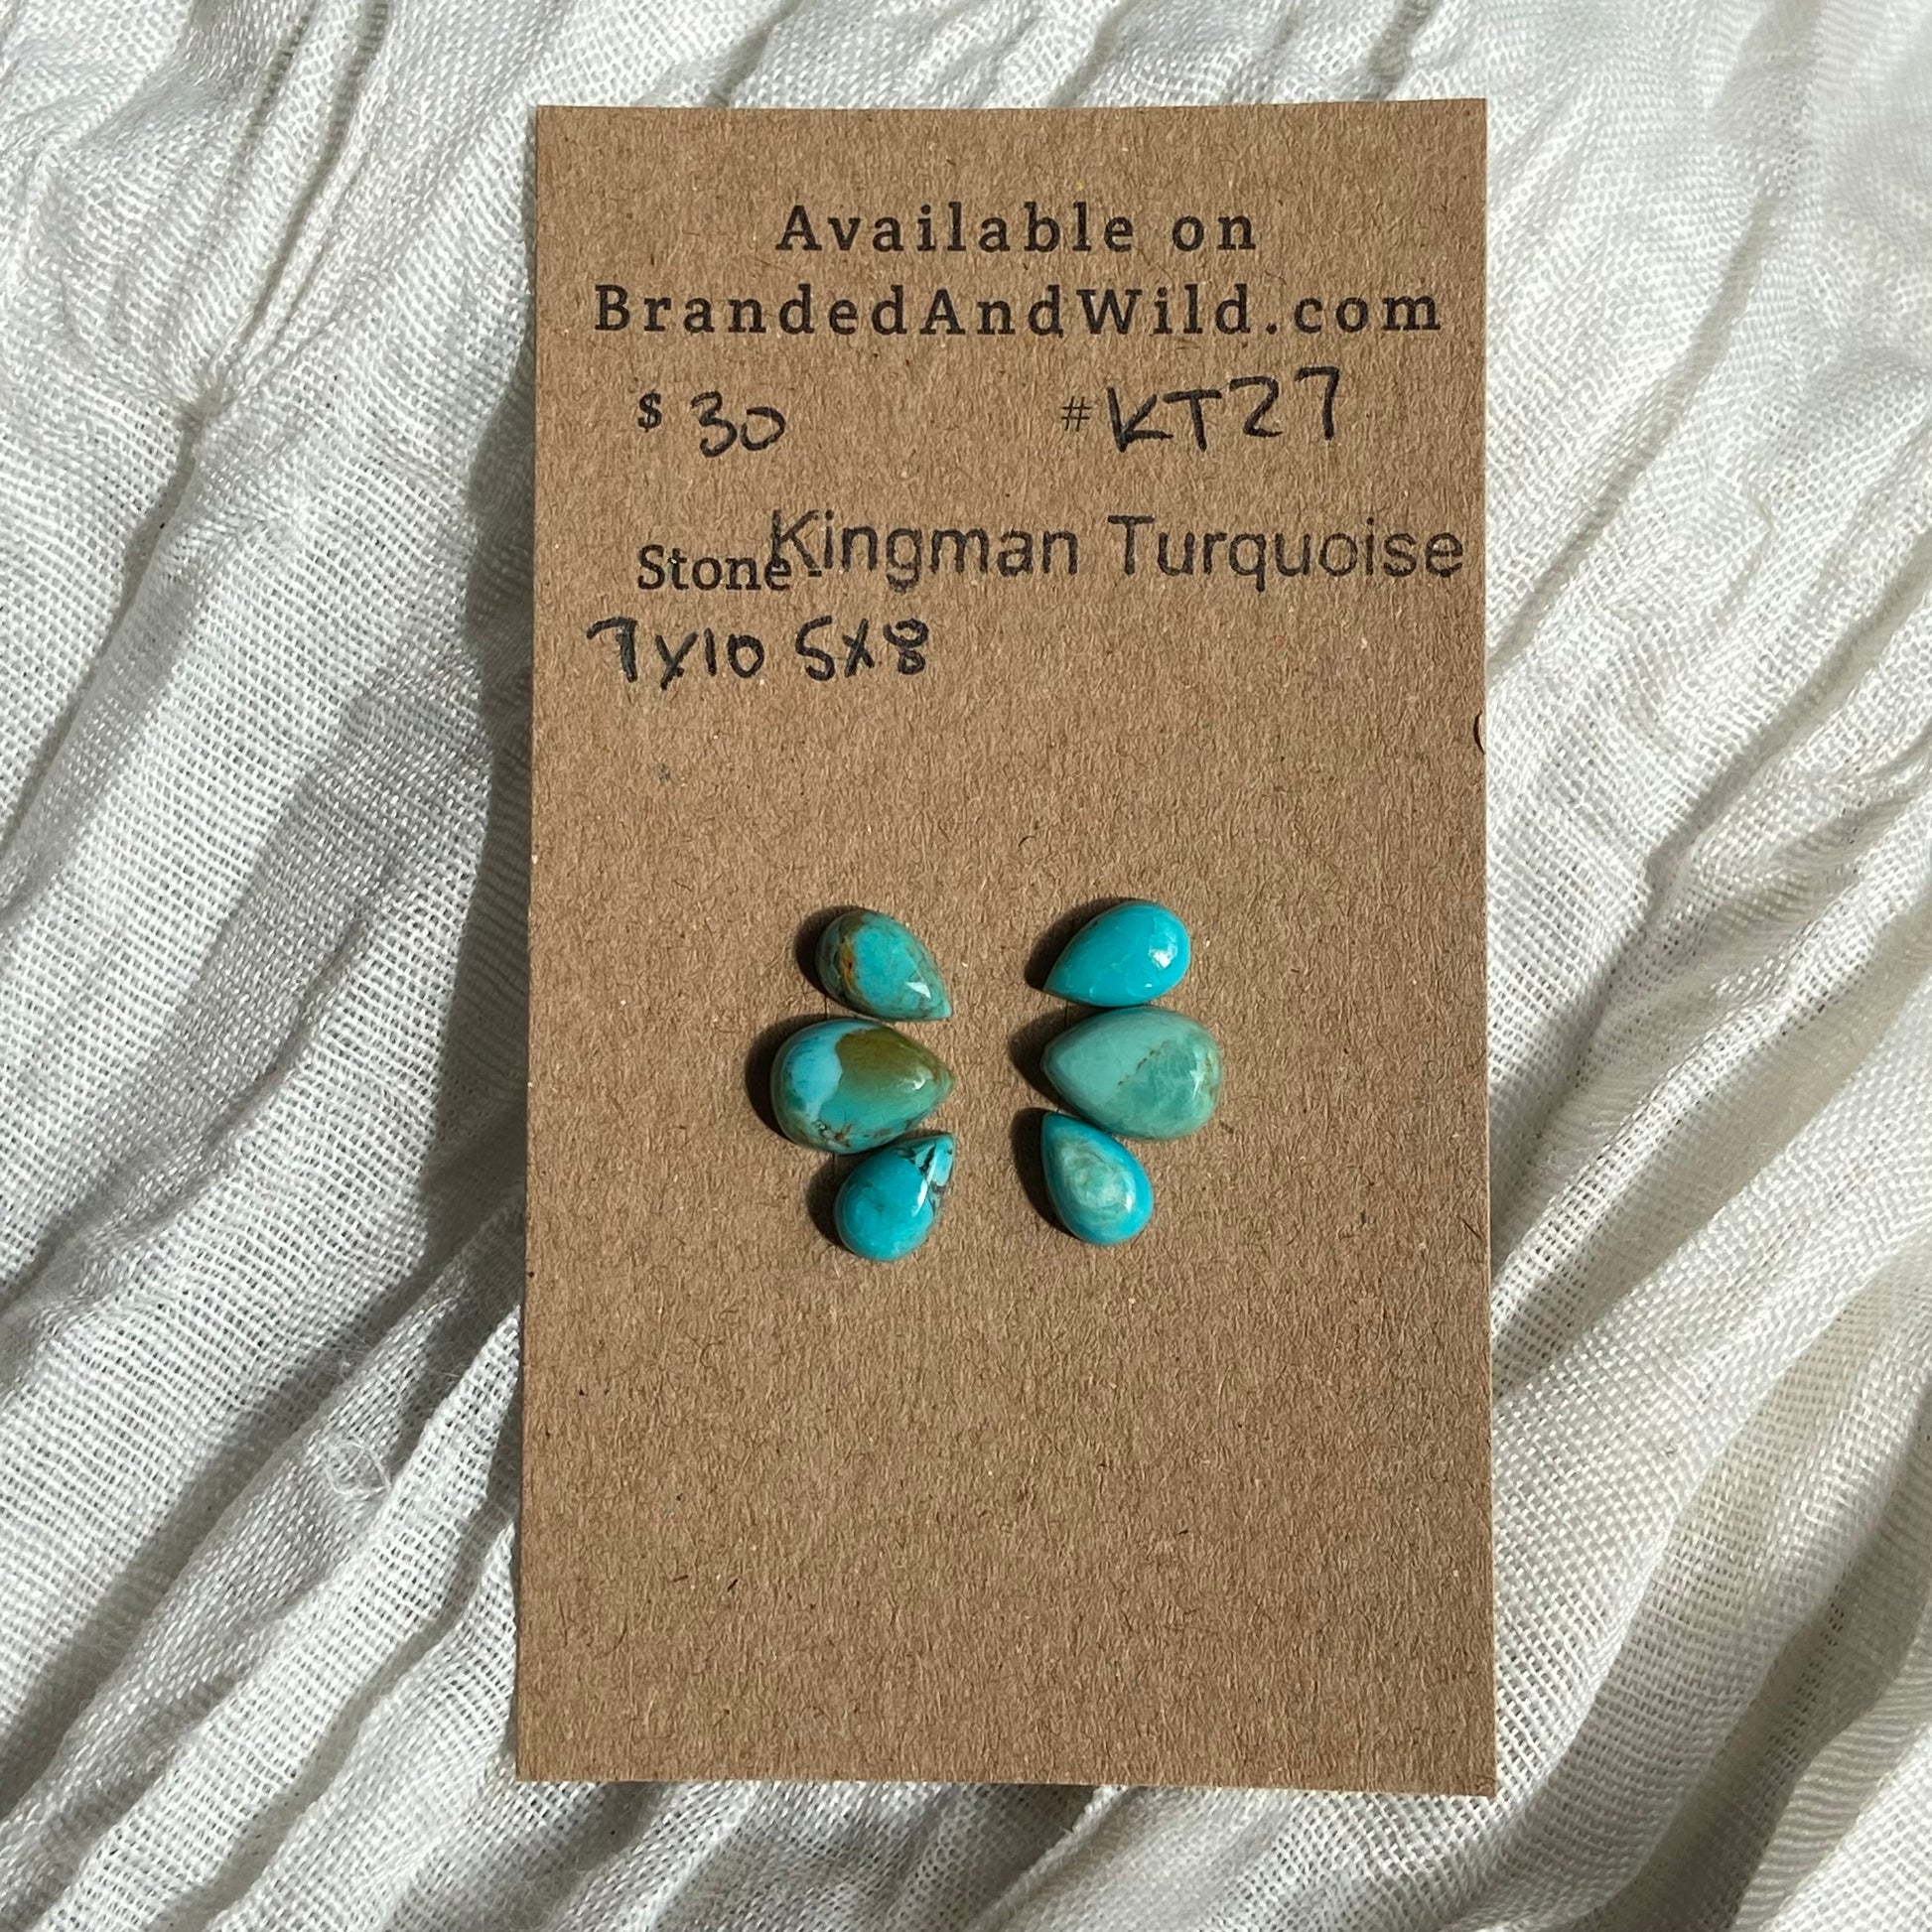 Available on
BrandedAndWild.com
$ 30 #KT27
Stone- Kingman Turquoise
7x10 5x8